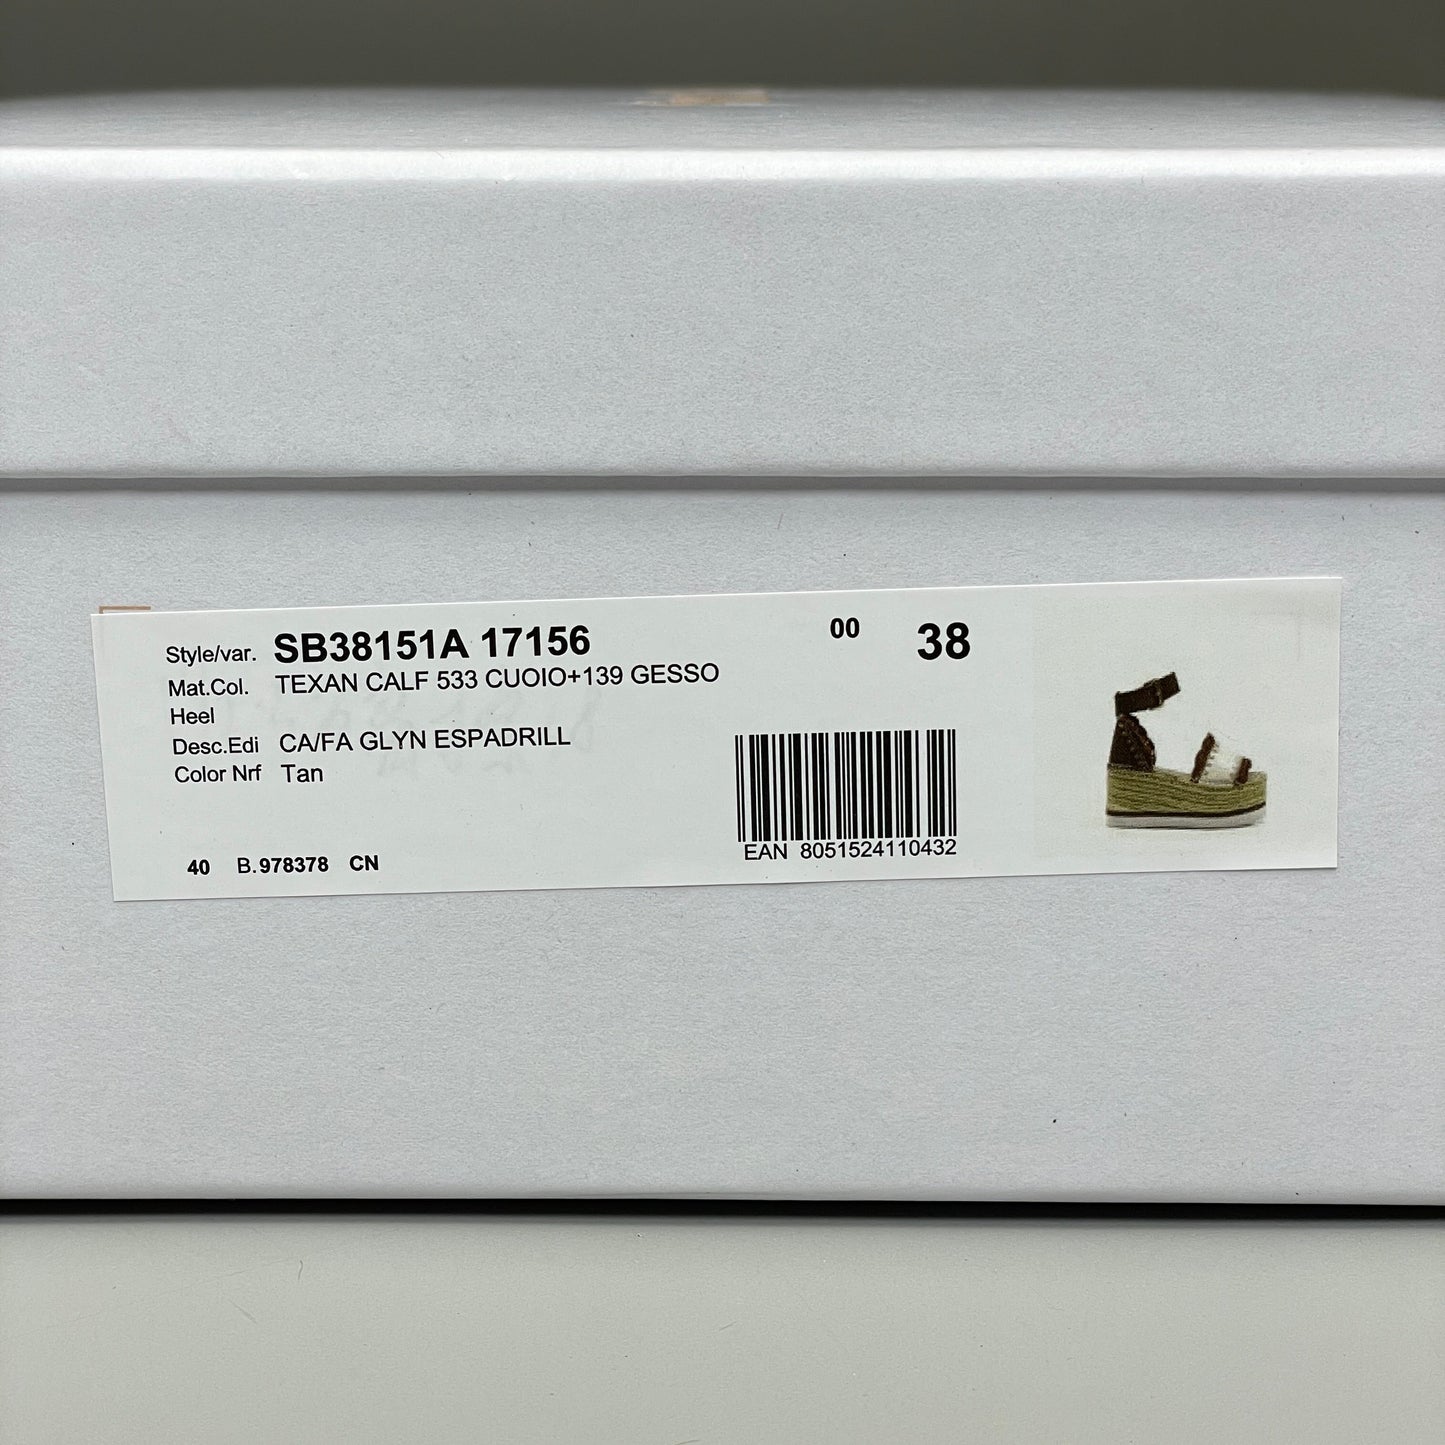 Style/var. SB38151A 17156 00 38
Mat.Col. TEXAN CALF 533 CUOIO+139 GESSO
Heel
Desc.Edi CA/FA GLYN ESPADRILL
Color Nrf Tan
EAN 8051524110432
40 B.978378 CN